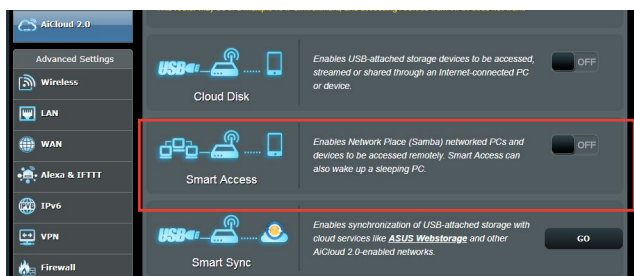 AiCloud 2.0
Advanced Settings
Wireless
LAN
WAN
Alexa & IFTTT
IPv6
VPN
Firewall
USB
Cloud Disk
Enables USB-attached storage devices to be accessed,
streamed or shared through an Internet-connected PC
or device.
OFF
Smart Access
Enables Network Place (Samba) networked PCs and
devices to be accessed remotely. Smart Access can
also wake up a sleeping PC.
OFF
USB
Smart Sync
Enables synchronization of USB-attached storage with
cloud services like ASUS Webstorage and other
AiCloud 2.0-enabled networks.
GO